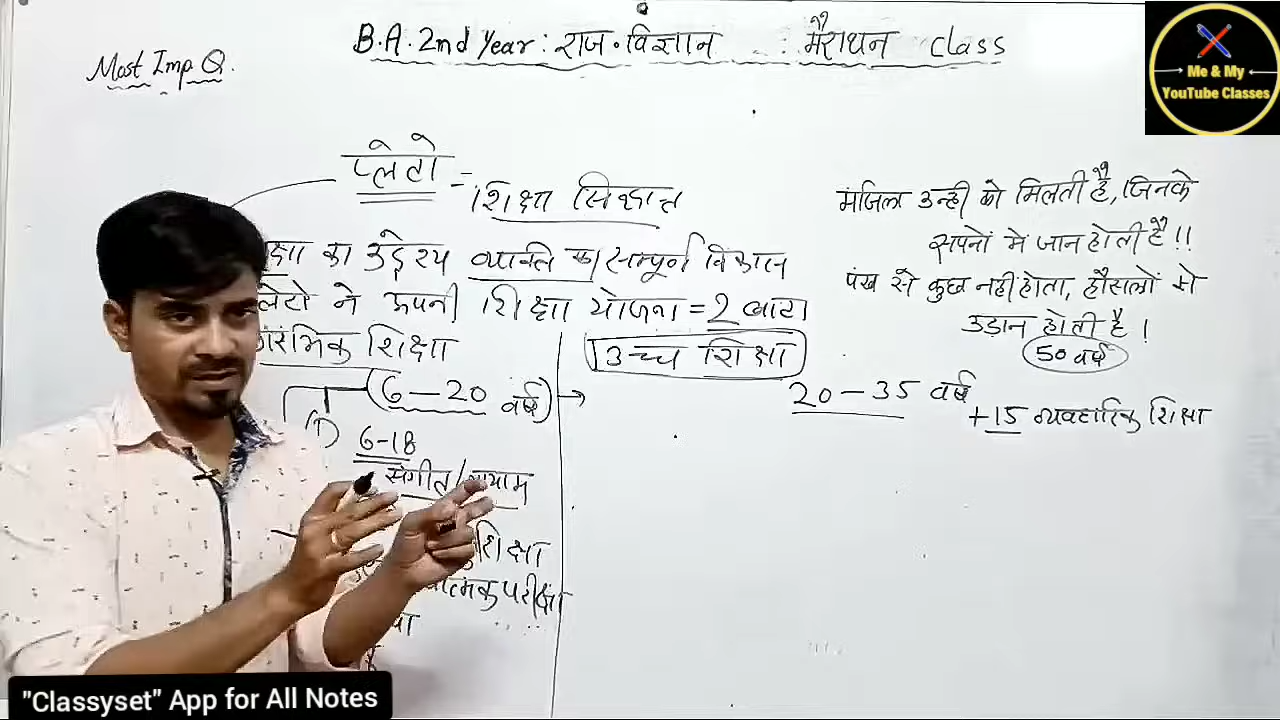 B.A. 2nd Year: राज. विज्ञान : मैराथन Class
Most Imp. Q.
Me & My
YouTube Classes
प्लेटो = शिक्षा सिद्धान्त
का उद्देश्य व्यक्ति का सम्पूर्ण विकास
ने अपनी शिक्षा योजना = 2 बाटा
शिक्षा
उच्च शिक्षा
6-20 वर्ष →
(1) 6-18
संगीत/
शिक्षा
मंजिल उन्ही को मिलती है, जिनके
सपनों में जान होती है !!
पंख से कुछ नहीं होता, हौसलों मे
उड़ान होती है ।
50 वर्ष
20-35 वर्ष
+15 व्यवहारिक शिक्षा
"Classyset" App for All Notes